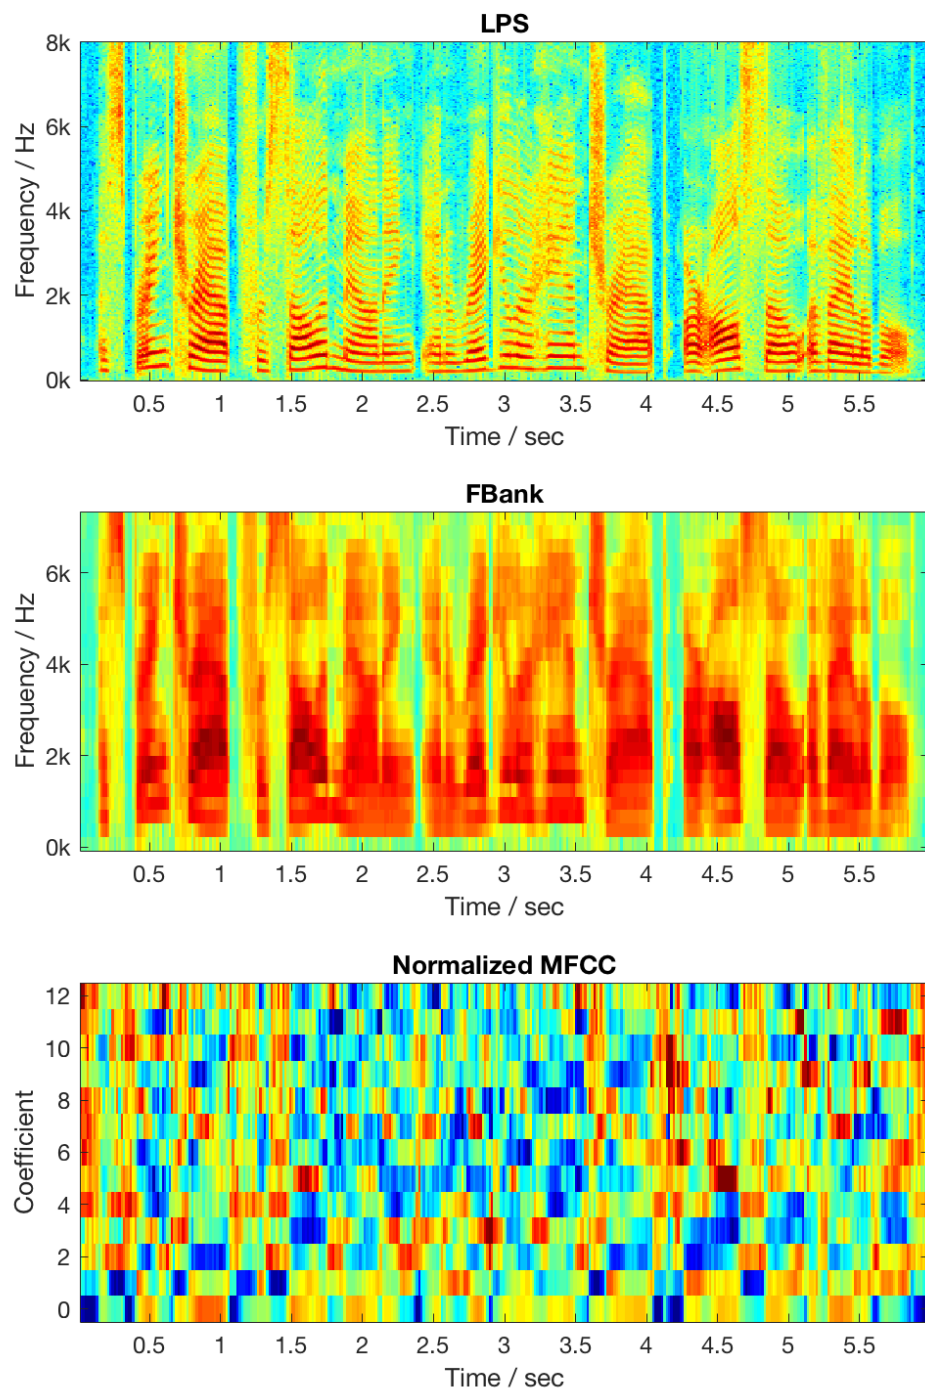 LPS
8k
6k
4k
2k
0k
Frequency / Hz
0.5 1 1.5 2 2.5 3 3.5 4 4.5 5 5.5
Time / sec
FBank
6k
4k
2k
0k
Frequency / Hz
0.5 1 1.5 2 2.5 3 3.5 4 4.5 5 5.5
Time / sec
Normalized MFCC
12
10
8
6
4
2
0
Coefficient
0.5 1 1.5 2 2.5 3 3.5 4 4.5 5 5.5
Time / sec